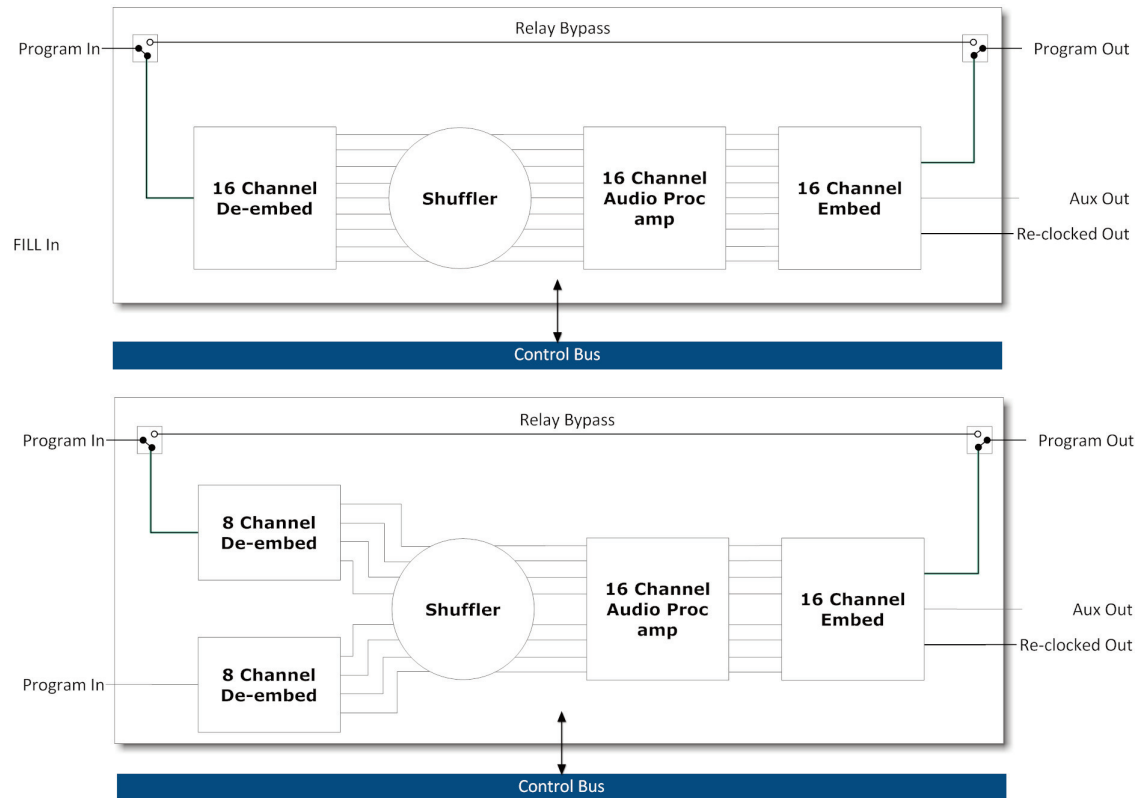 Relay Bypass
Program In
Program Out
16 Channel
De-embed
Shuffler
16 Channel
Audio Proc
amp
16 Channel
Embed
Aux Out
FILL In
Re-clocked Out
Control Bus
Relay Bypass
Program In
Program Out
8 Channel
De-embed
Shuffler
16 Channel
Audio Proc
amp
16 Channel
Embed
Aux Out
Re-clocked Out
8 Channel
De-embed
Program In
Control Bus